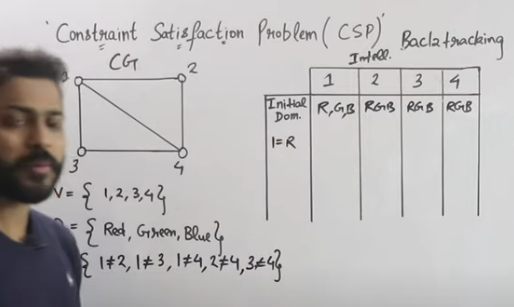 Constraint Satisfaction Problem (CSP) Backtracking
Intell.
CG
2
3
4
1 2 3 4
Initial Dom. R,G,B RGB RGB RGB
1=R
V = { 1, 2, 3, 4 }
= { Red, Green, Blue }
{ 1≠2, 1≠3, 1≠4, 2≠4, 3≠4 }